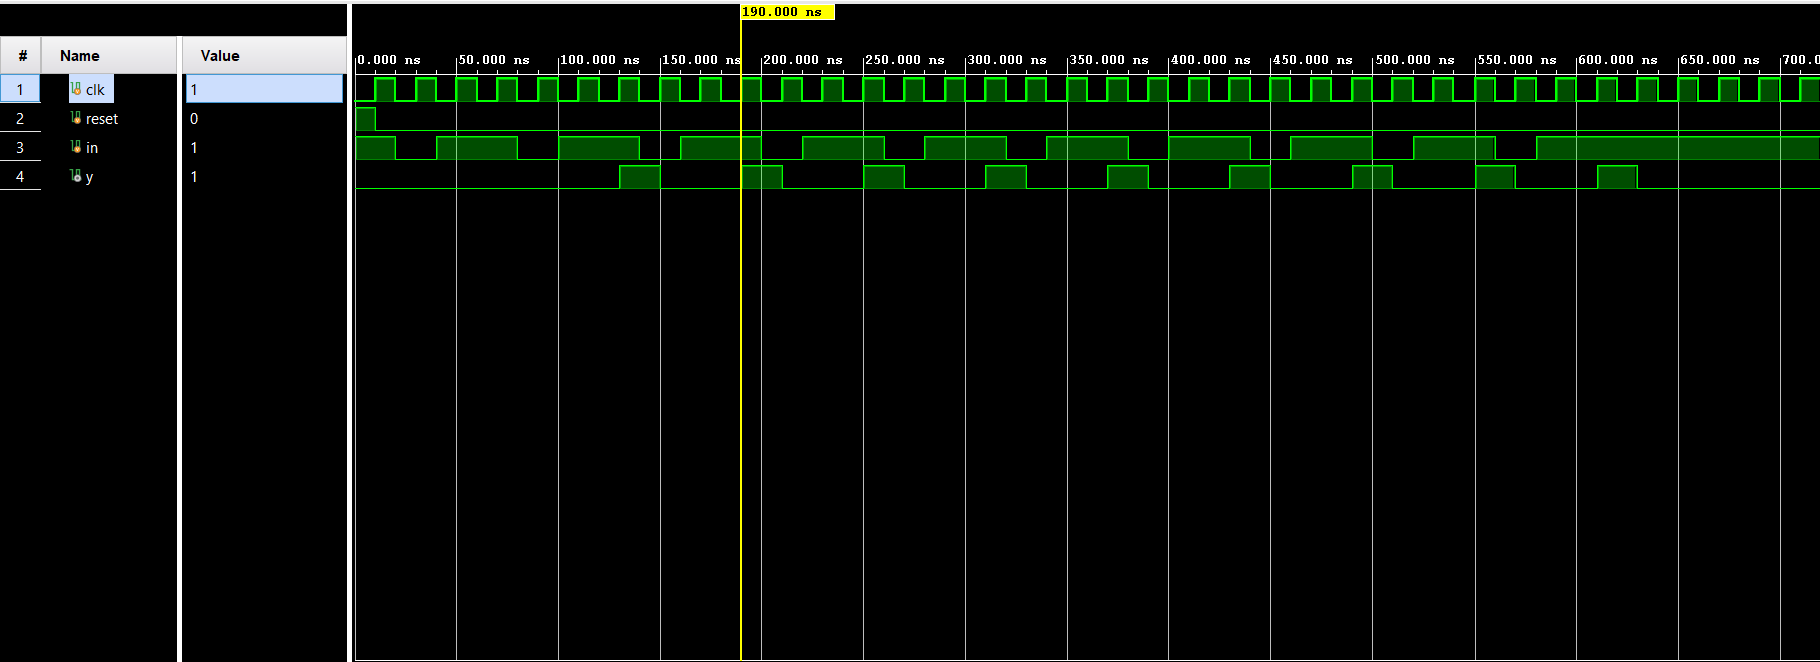 190.000 ns
# Name Value
0.000 ns 50.000 ns 100.000 ns 150.000 ns 200.000 ns 250.000 ns 300.000 ns 350.000 ns 400.000 ns 450.000 ns 500.000 ns 550.000 ns 600.000 ns 650.000 ns 700.0
1 clk 1
2 reset 0
3 in 1
4 y 1